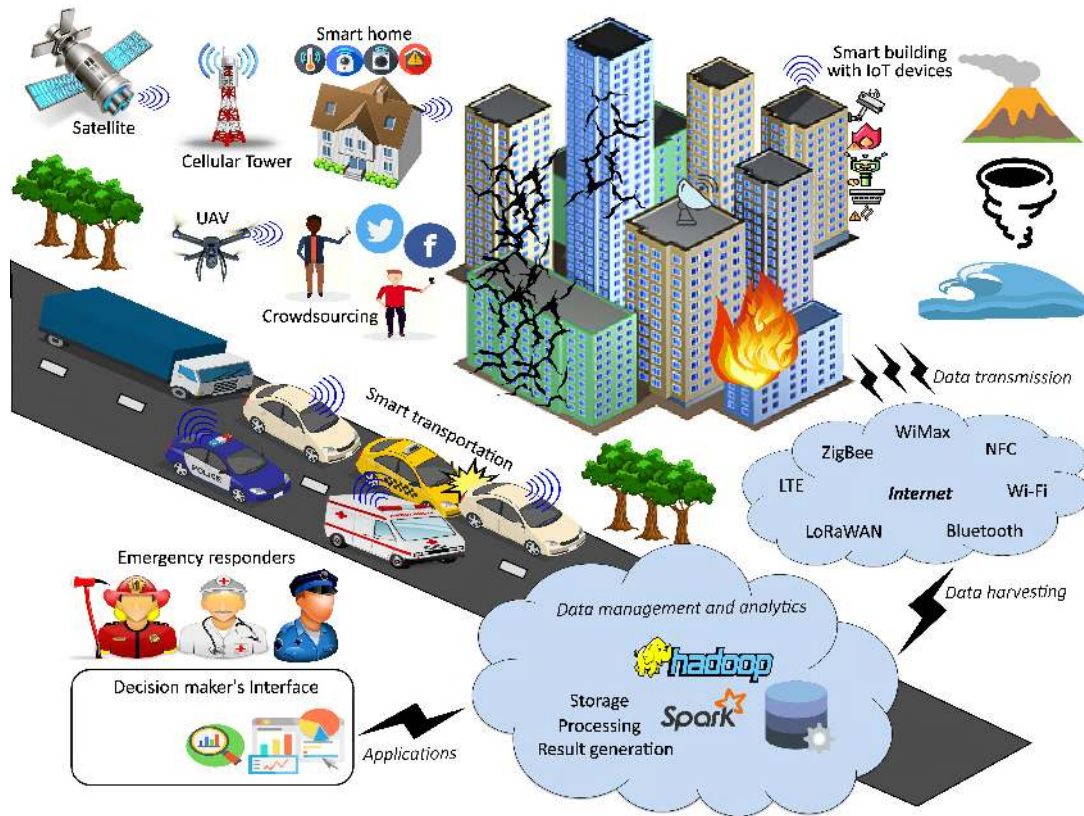 Smart home
Smart building
with IoT devices
Satellite
Cellular Tower
UAV
f
Crowdsourcing
Data transmission
Smart transportation
WiMax
ZigBee
NFC
LTE
Internet
Wi-Fi
LoRaWAN
Bluetooth
POLICE
Emergency responders
Data harvesting
Data management and analytics
hadoop
Decision maker's Interface
Storage
Spark
Processing
Result generation
Applications